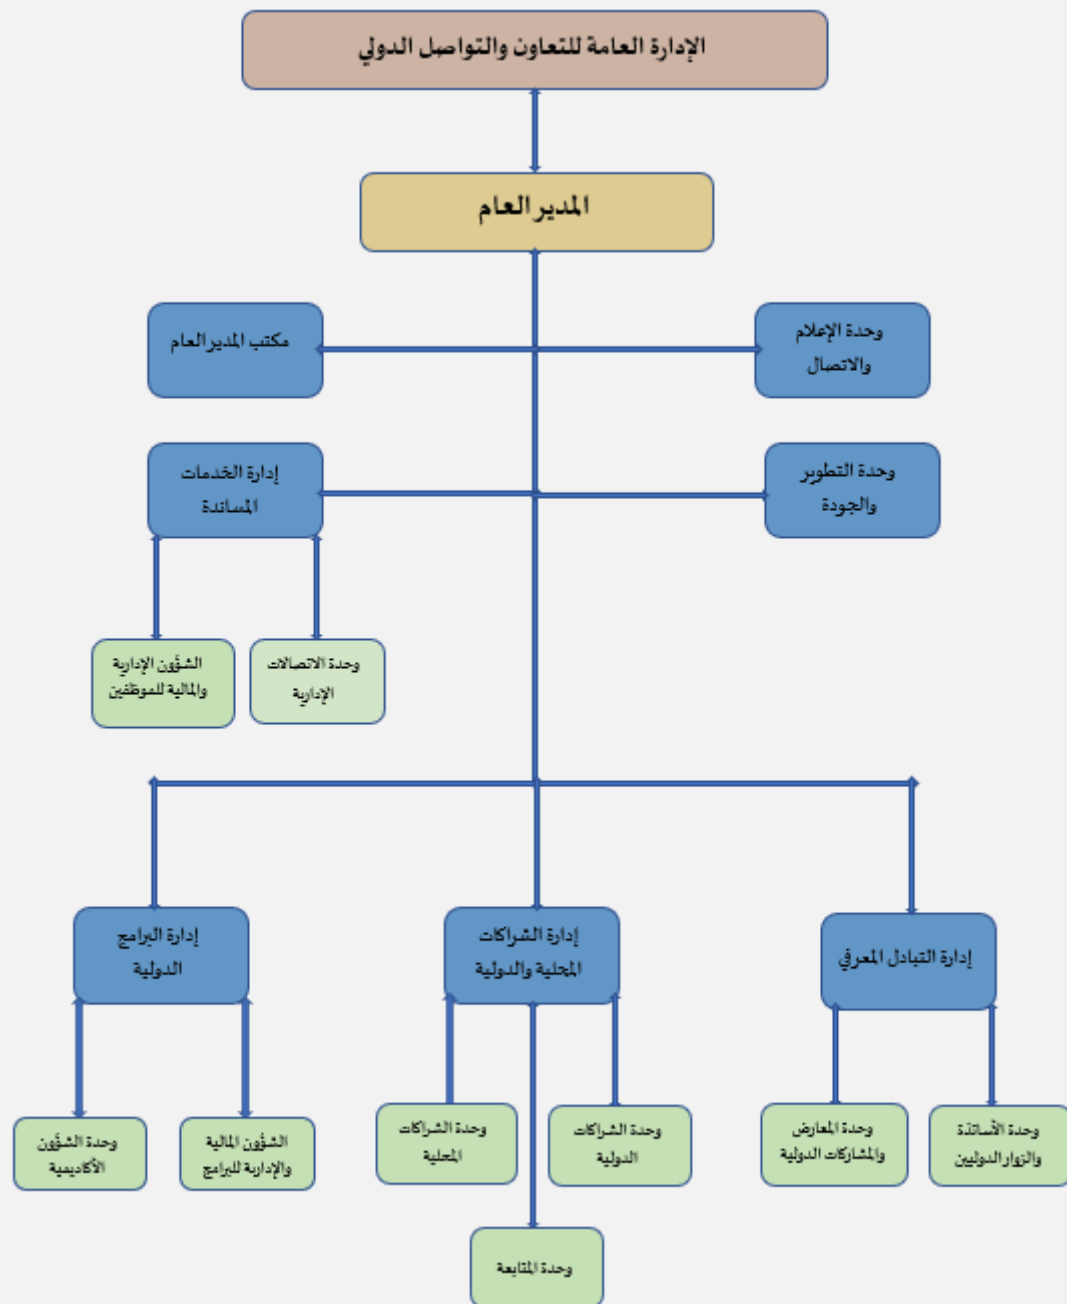 الإدارة العامة للتعاون والتواصل الدولي
المدير العام
وحدة الإعلام
والاتصال
مكتب المدير العام
وحدة التطوير
والجودة
إدارة الخدمات
المساندة
وحدة الاتصالات
الإدارية
الشؤون الإدارية
والمالية للموظفين
إدارة التبادل المعرفي
إدارة الشراكات
المحلية والدولية
إدارة البرامج
الدولية
وحدة الأساتذة
والزوار الدوليين
وحدة المعارض
والمشاركات الدولية
وحدة الشراكات
الدولية
وحدة الشراكات
المحلية
الشؤون المالية
والإدارية للبرامج
وحدة الشؤون
الأكاديمية
وحدة المتابعة